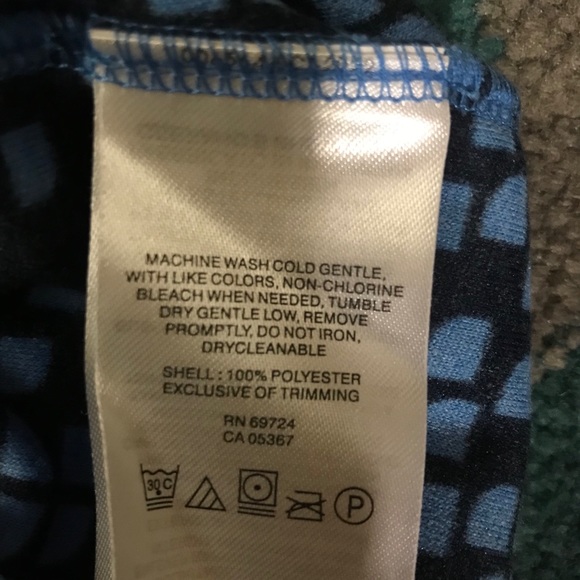 MACHINE WASH COLD GENTLE,
WITH LIKE COLORS, NON-CHLORINE
BLEACH WHEN NEEDED, TUMBLE
DRY GENTLE LOW, REMOVE
PROMPTLY, DO NOT IRON,
DRYCLEANABLE
SHELL : 100% POLYESTER
EXCLUSIVE OF TRIMMING
RN 69724
CA 05367
30 C P